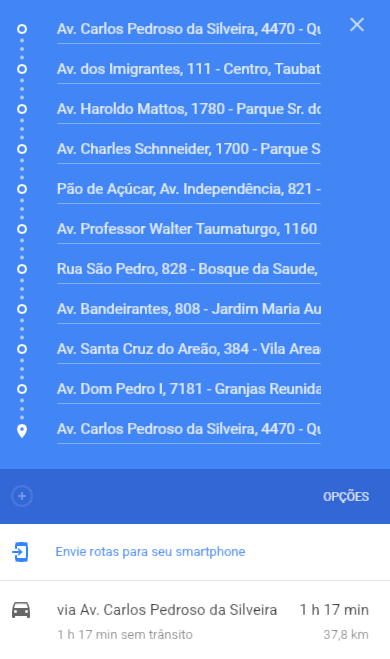 Av. Carlos Pedroso da Silveira, 4470 - Qu
Av. dos Imigrantes, 111 - Centro, Taubat
Av. Haroldo Mattos, 1780 - Parque Sr. do
Av. Charles Schnneider, 1700 - Parque S
Pão de Açúcar, Av. Independência, 821 -
Av. Professor Walter Taumaturgo, 1160
Rua São Pedro, 828 - Bosque da Saude,
Av. Bandeirantes, 808 - Jardim Maria Au
Av. Santa Cruz do Areão, 384 - Vila Area
Av. Dom Pedro I, 7181 - Granjas Reunida
Av. Carlos Pedroso da Silveira, 4470 - Qu
OPÇÕES
Envie rotas para seu smartphone
via Av. Carlos Pedroso da Silveira 1 h 17 min
1 h 17 min sem trânsito 37,8 km